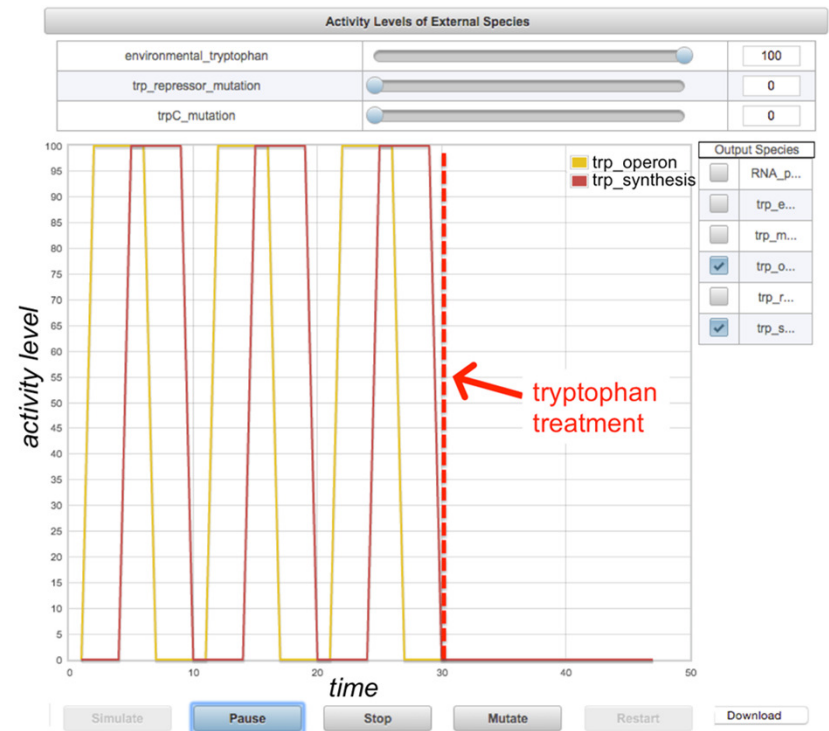 Activity Levels of External Species
environmental_tryptophan 100
trp_repressor_mutation 0
trpC_mutation 0
100
95
90
85
80
75
70
65
60
55
50
45
40
35
30
25
20
15
10
5
0
activity level
trp_operon
trp_synthesis
tryptophan
treatment
0 10 20 30 40 50
time
Output Species
RNA_p...
trp_e...
trp_m...
trp_o...
trp_r...
trp_s...
Simulate Pause Stop Mutate Restart Download